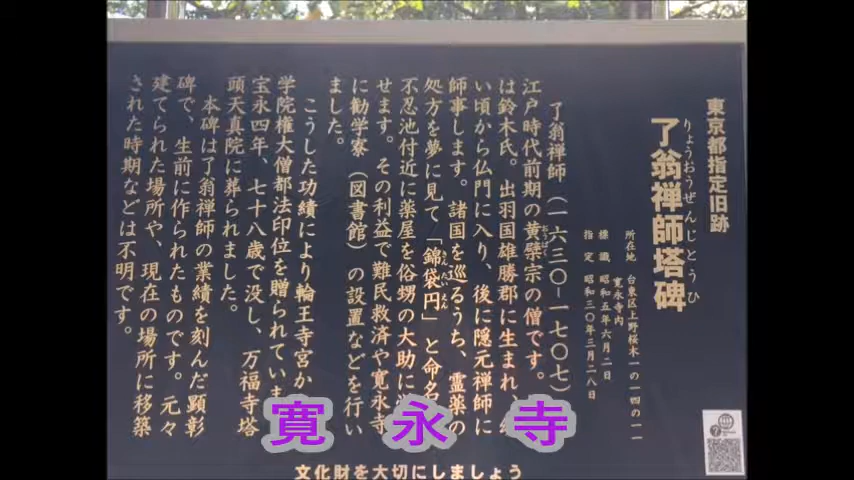 東京都指定旧跡
りょうおうぜんじとうひ
了翁禅師塔碑
所在地 台東区上野桜木一の一四の一一
寛永寺内
標識 昭和五年六月二日
指定 昭和三〇年三月二八日
了翁禅師(一六三〇-一七〇七)
江戸時代前期の黄檗宗の僧です。
は鈴木氏。出羽国雄勝郡に生まれ、
い頃から仏門に入り、後に隠元禅師に
師事します。諸国を巡るうち、霊薬の
処方を夢に見て「錦袋円」と命名
きんたいえん
不忍池付近に薬屋を俗甥の大助に
せます。その利益で難民救済や寛永寺
に勧学寮(図書館)の設置などを行い
ました。
こうした功績により輪王寺宮か
学院権大僧都法印位を贈られていま
宝永四年、七十八歳で没し、万福寺塔
頭天真院に葬られました。
本碑は了翁禅師の業績を刻んだ顕彰
碑で、生前に作られたものです。元々
建てられた場所や、現在の場所に移築
された時期などは不明です。
文化財を大切にしましょう
寛永寺